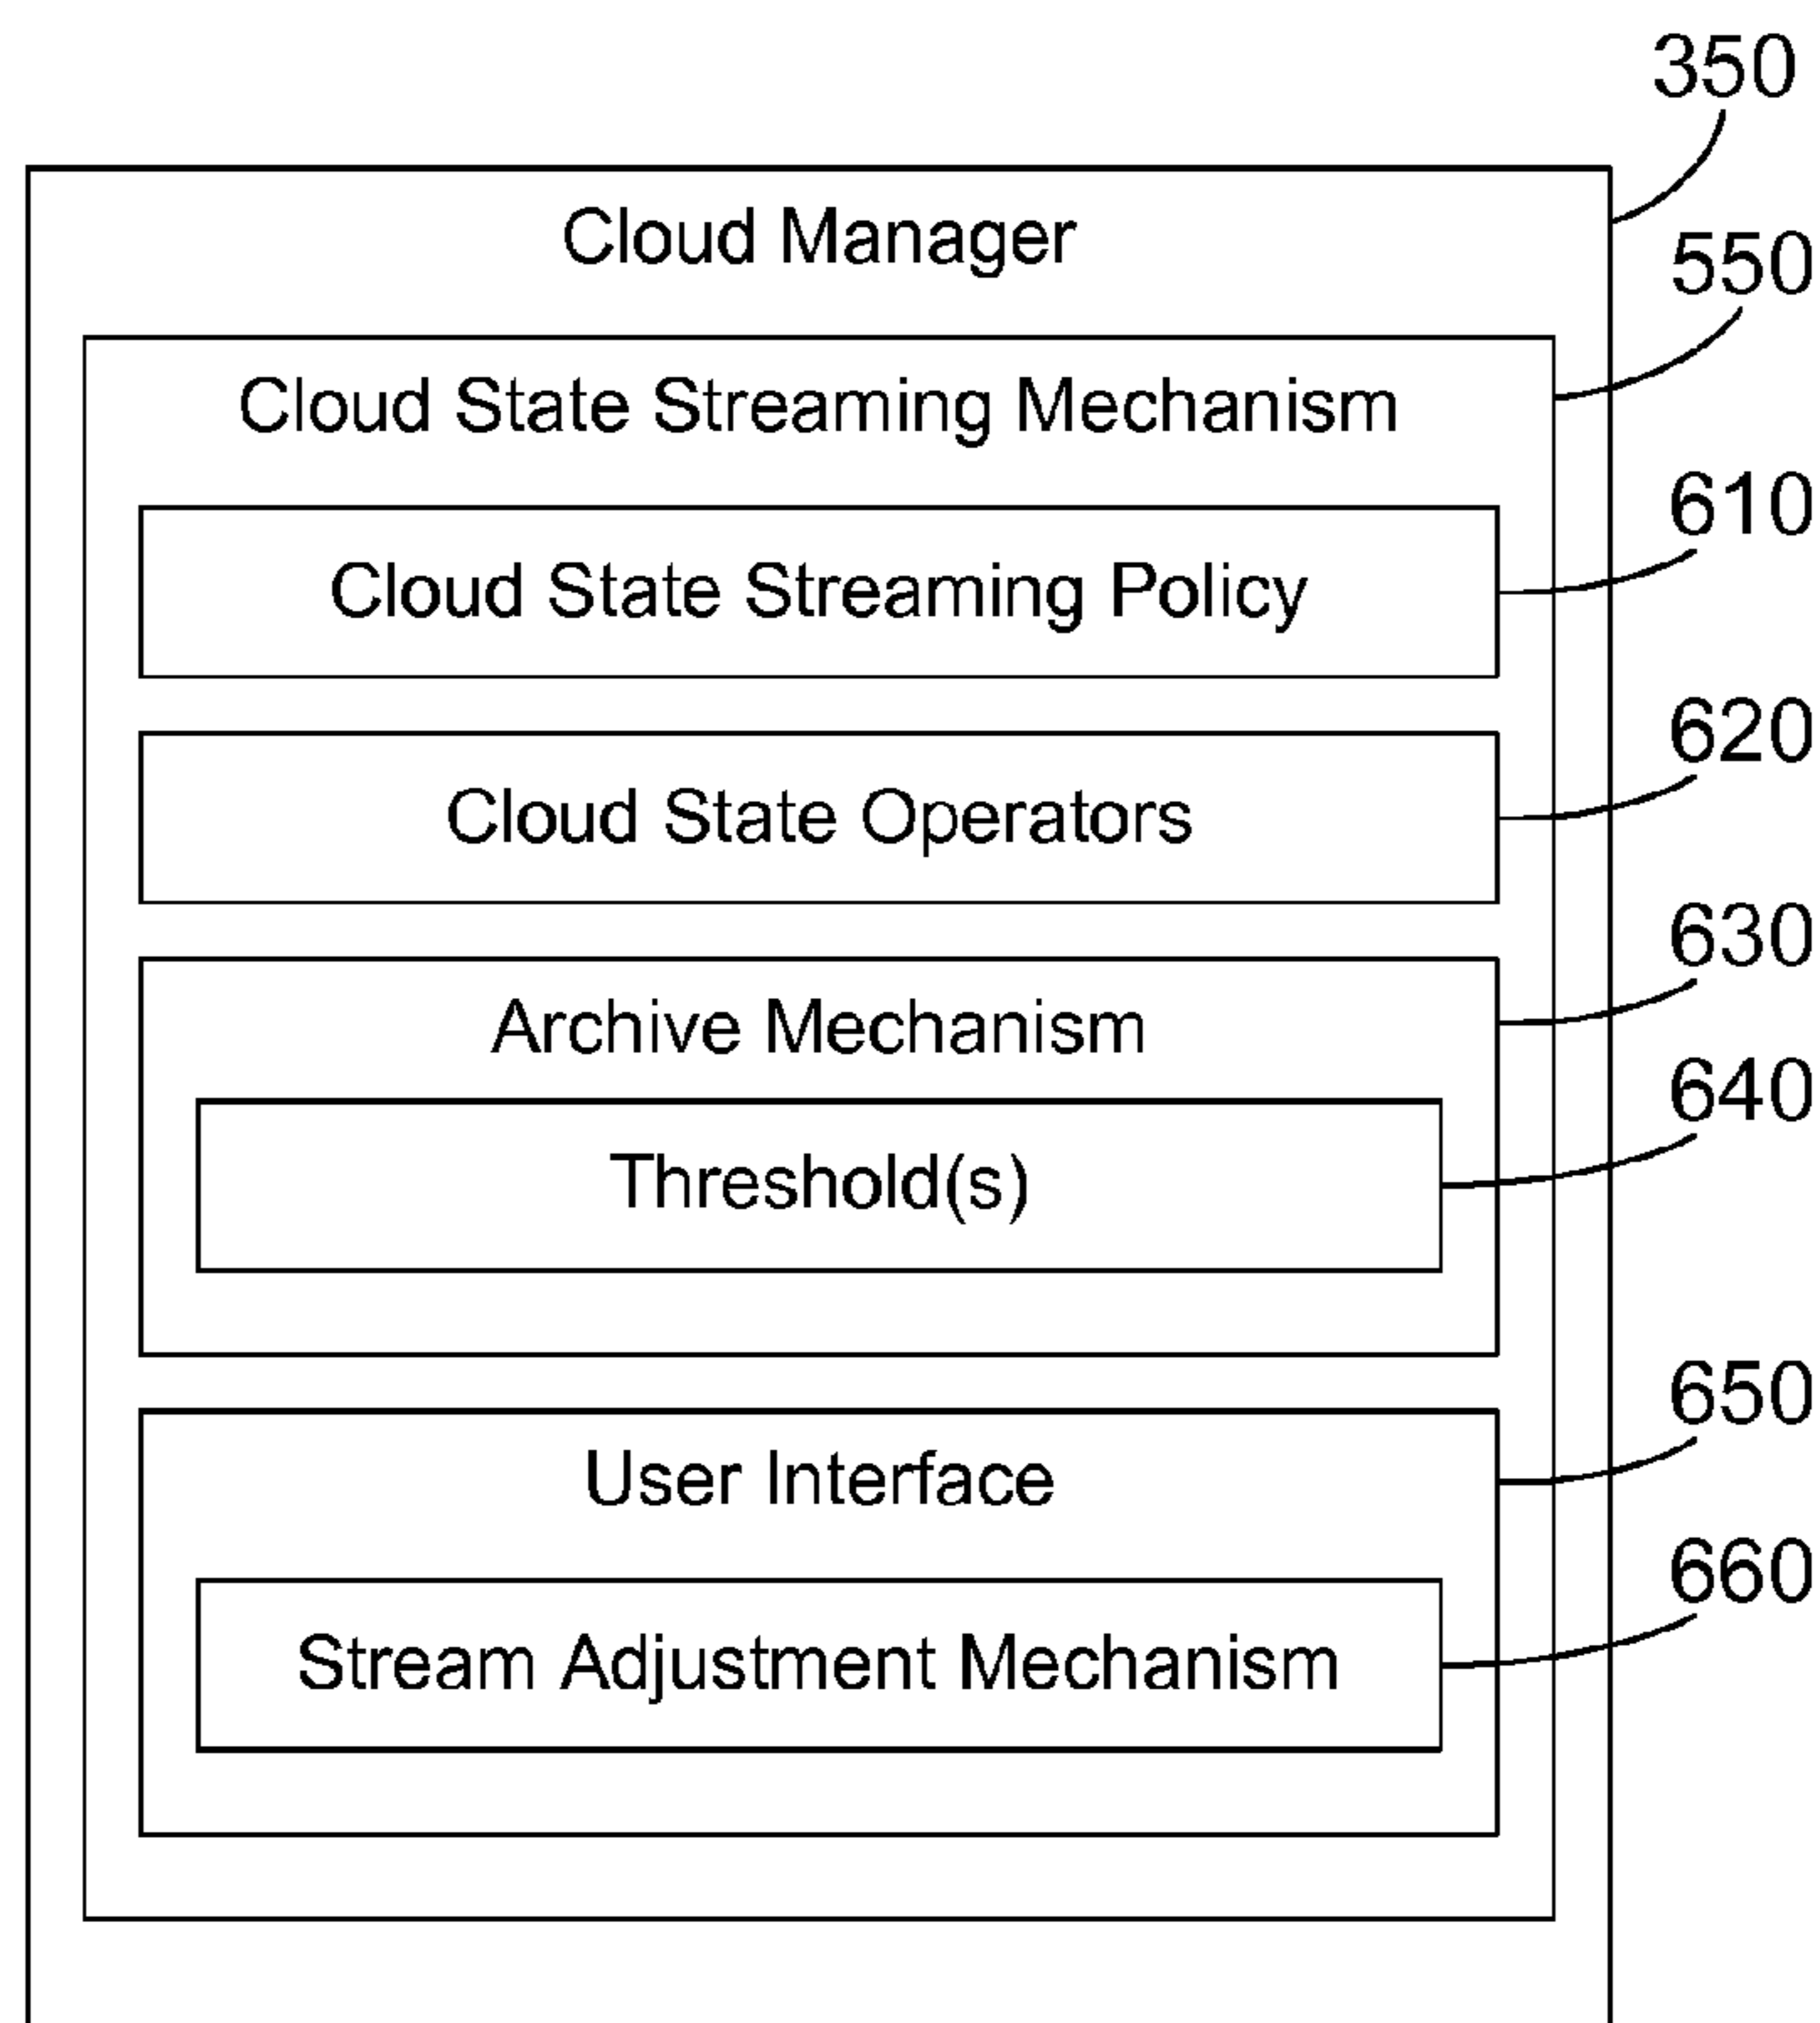 350
Cloud Manager
550
Cloud State Streaming Mechanism
610
Cloud State Streaming Policy
620
Cloud State Operators
630
Archive Mechanism
640
Threshold(s)
650
User Interface
660
Stream Adjustment Mechanism